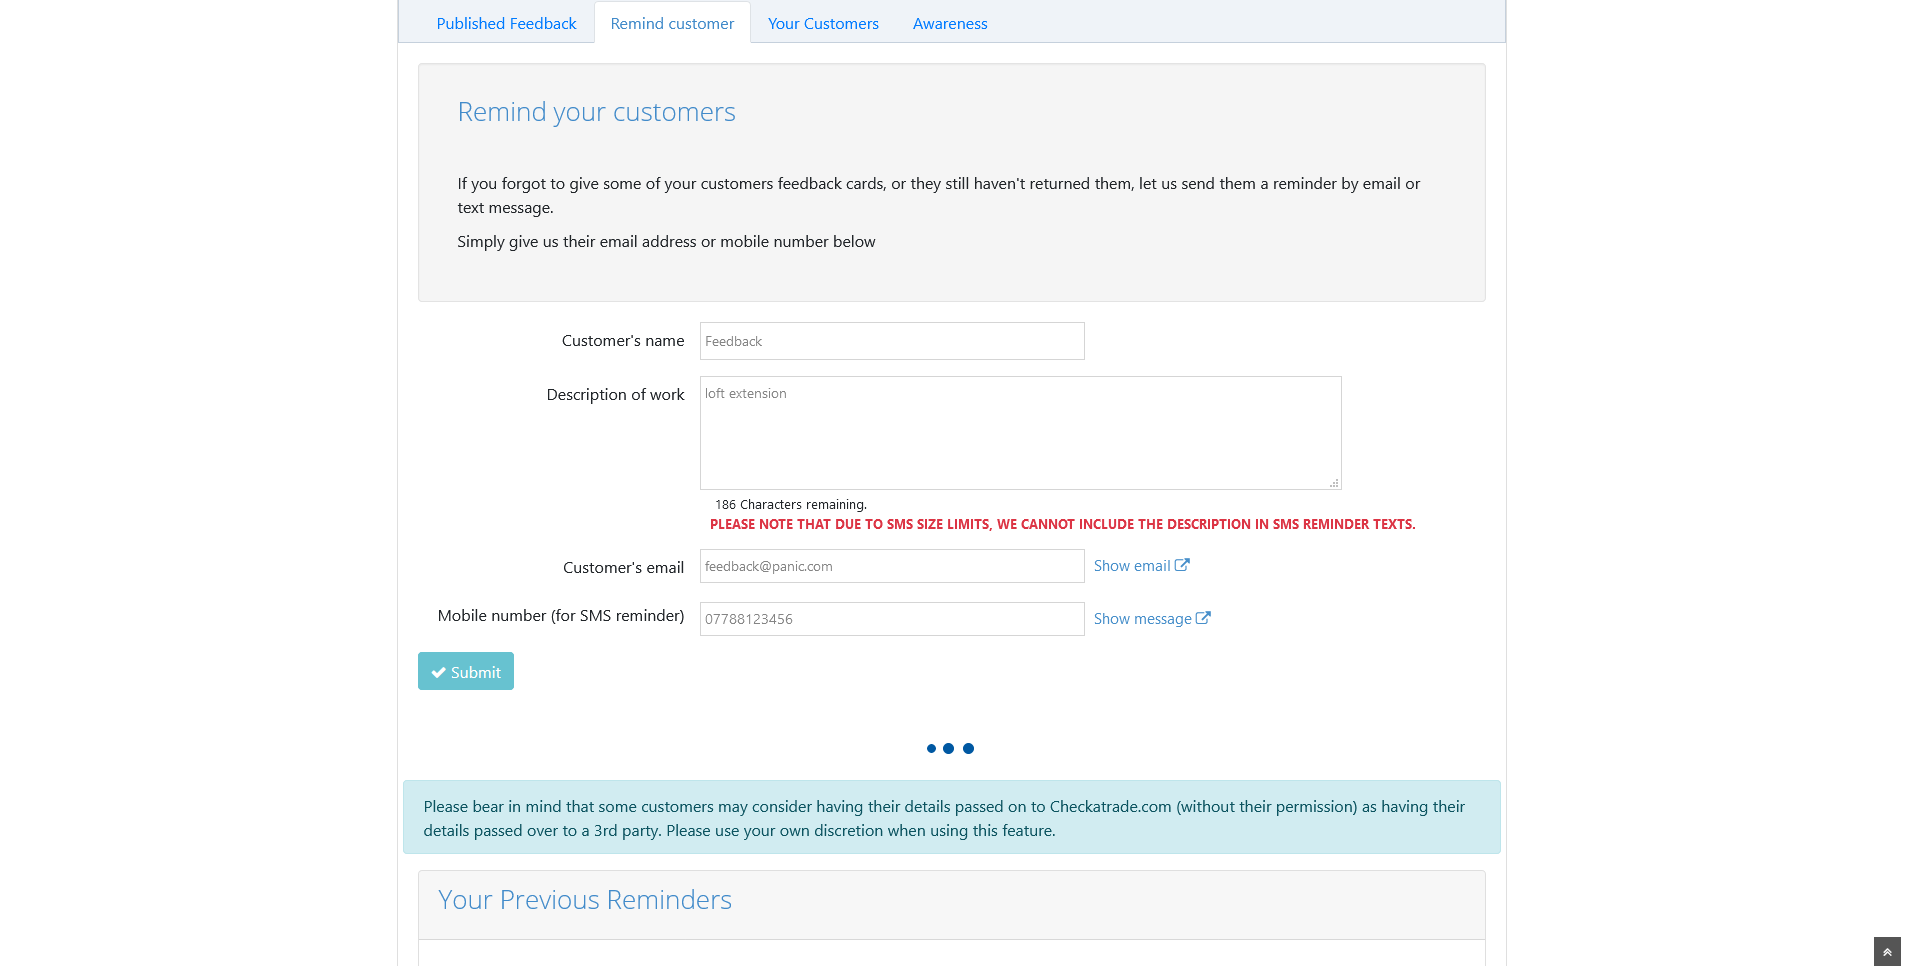 Published Feedback Remind customer Your Customers Awareness
Remind your customers
If you forgot to give some of your customers feedback cards, or they still haven't returned them, let us send them a reminder by email or
text message.
Simply give us their email address or mobile number below
Customer's name Feedback
Description of work loft extension
186 Characters remaining.
PLEASE NOTE THAT DUE TO SMS SIZE LIMITS, WE CANNOT INCLUDE THE DESCRIPTION IN SMS REMINDER TEXTS.
Customer's email feedback@panic.com Show email
Mobile number (for SMS reminder) 07788123456 Show message
Submit
Please bear in mind that some customers may consider having their details passed on to Checkatrade.com (without their permission) as having their
details passed over to a 3rd party. Please use your own discretion when using this feature.
Your Previous Reminders